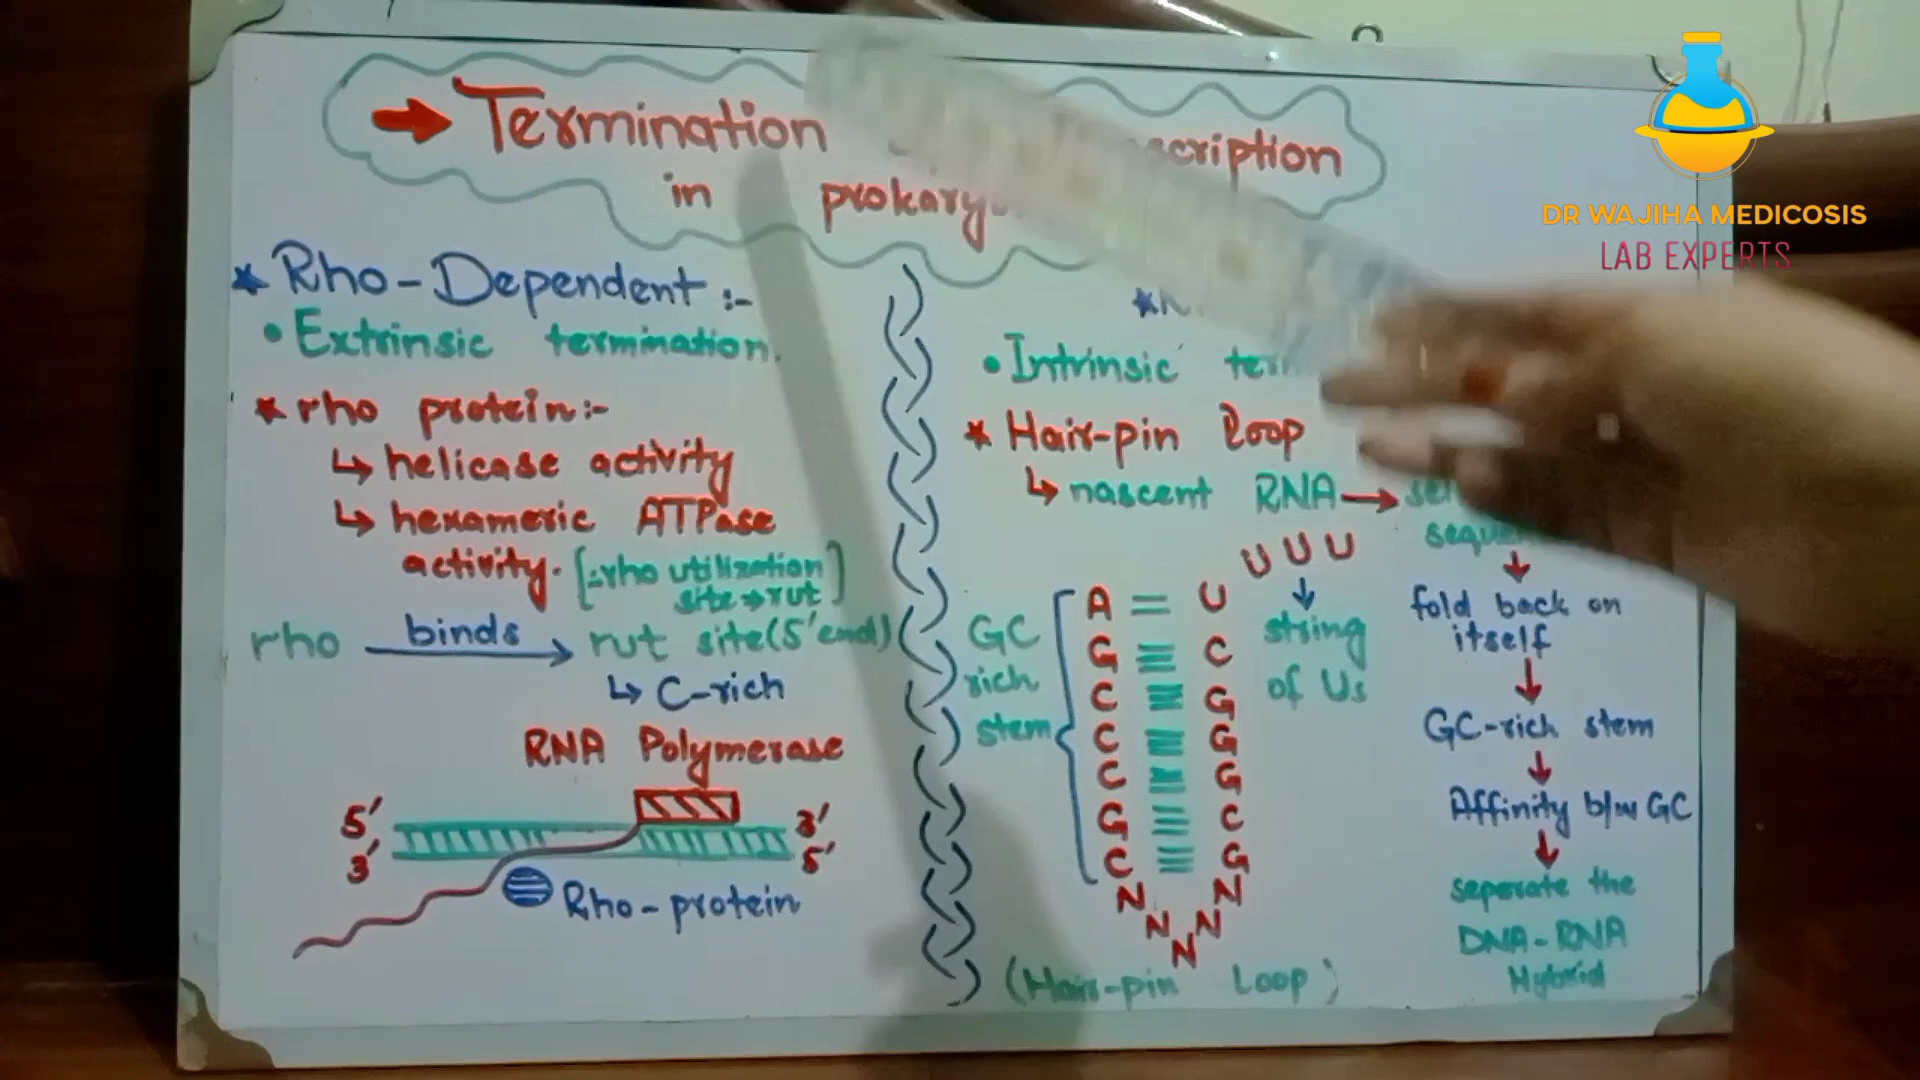 Termination
scription
in
★ Rho-Dependent :-
• Extrinsic termination.
★ rho protein:-
↳ helicase activity
↳ hexameric ATPase
activity. [∴rho utilization
site→rut]
rho binds rut site(5'end)
↳ C-rich
RNA Polymerase
5' 3'
3' 5'
Rho-protein
• Intrinsic
★ Hair-pin loop
↳ nascent RNA →
fold back on
itself
GC-rich stem
Affinity b/w GC
seperate the
DNA-RNA
Hybrid
U U U
string
of Us
GC
rich
stem
A = U
G ≡ C
C ≡ G
C ≡ G
C ≡ G
G ≡ C
C ≡ G
N N
N N
N
(Hair-pin Loop)
DR WAJIHA MEDICOSIS
LAB EXPERTS